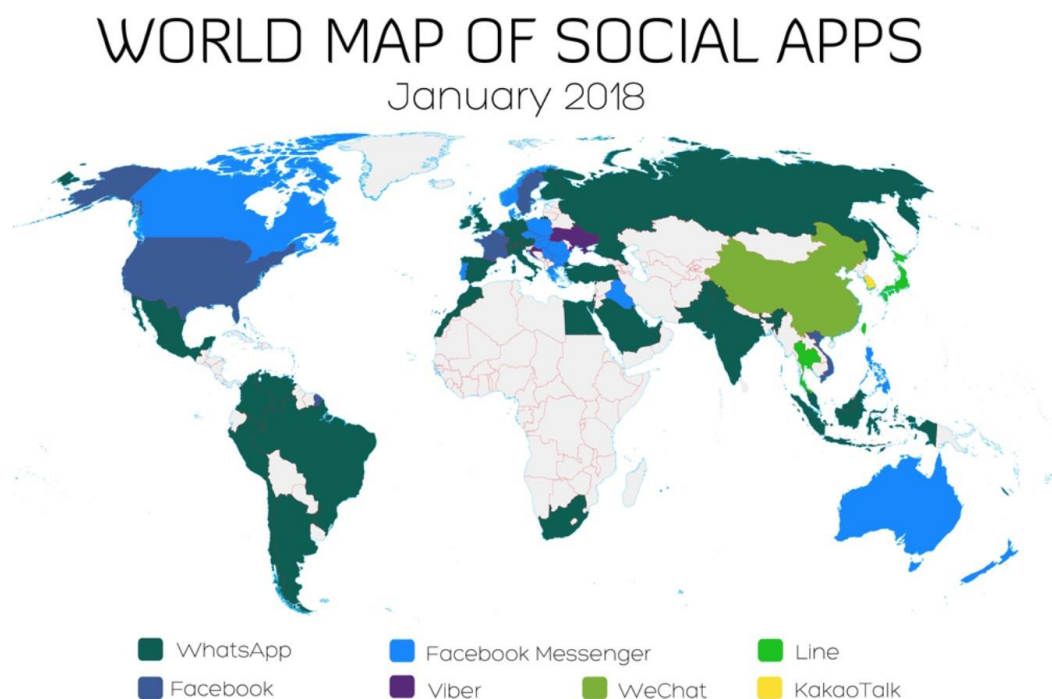 WORLD MAP OF SOCIAL APPS
January 2018
WhatsApp
Facebook Messenger
Line
Facebook
Viber
WeChat
KakaoTalk